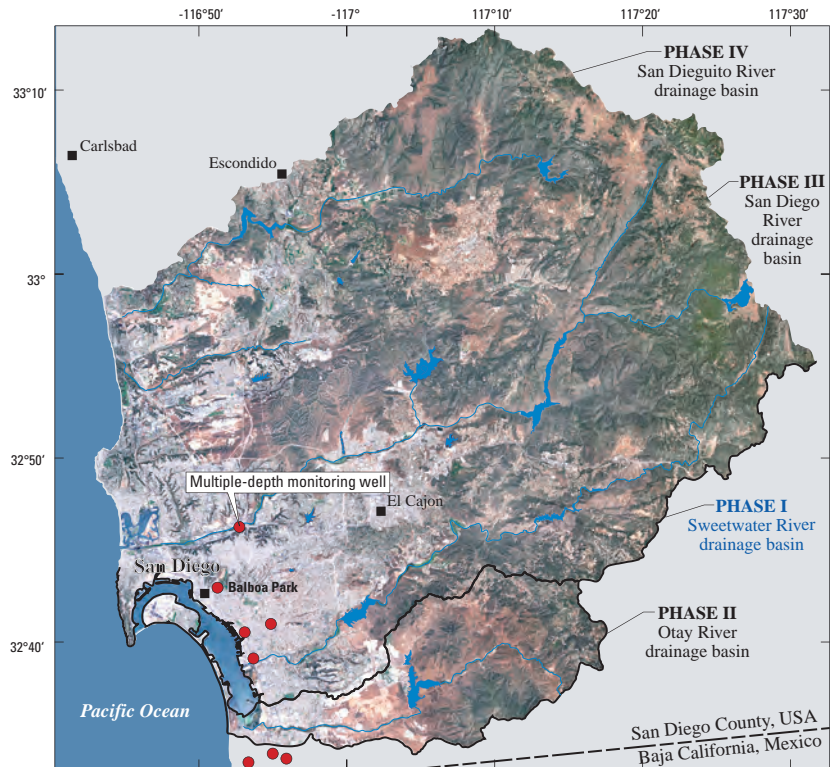 -116°50' -117° 117°10' 117°20' 117°30'
PHASE IV
San Dieguito River
drainage basin
33°10'
Carlsbad
Escondido
PHASE III
San Diego
River
drainage
basin
33°
32°50'
Multiple-depth monitoring well
El Cajon
PHASE I
Sweetwater River
drainage basin
San Diego
Balboa Park
PHASE II
Otay River
drainage basin
32°40'
Pacific Ocean
San Diego County, USA
Baja California, Mexico